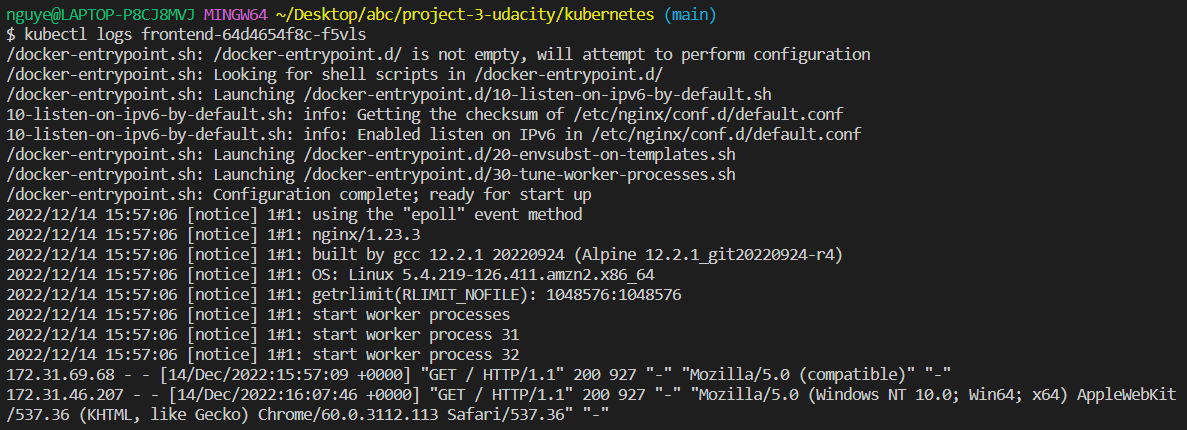 nguye@LAPTOP-P8CJ8MVJ MINGW64 ~/Desktop/abc/project-3-udacity/kubernetes (main)
$ kubectl logs frontend-64d4654f8c-f5vls
/docker-entrypoint.sh: /docker-entrypoint.d/ is not empty, will attempt to perform configuration
/docker-entrypoint.sh: Looking for shell scripts in /docker-entrypoint.d/
/docker-entrypoint.sh: Launching /docker-entrypoint.d/10-listen-on-ipv6-by-default.sh
10-listen-on-ipv6-by-default.sh: info: Getting the checksum of /etc/nginx/conf.d/default.conf
10-listen-on-ipv6-by-default.sh: info: Enabled listen on IPv6 in /etc/nginx/conf.d/default.conf
/docker-entrypoint.sh: Launching /docker-entrypoint.d/20-envsubst-on-templates.sh
/docker-entrypoint.sh: Launching /docker-entrypoint.d/30-tune-worker-processes.sh
/docker-entrypoint.sh: Configuration complete; ready for start up
2022/12/14 15:57:06 [notice] 1#1: using the "epoll" event method
2022/12/14 15:57:06 [notice] 1#1: nginx/1.23.3
2022/12/14 15:57:06 [notice] 1#1: built by gcc 12.2.1 20220924 (Alpine 12.2.1_git20220924-r4)
2022/12/14 15:57:06 [notice] 1#1: OS: Linux 5.4.219-126.411.amzn2.x86_64
2022/12/14 15:57:06 [notice] 1#1: getrlimit(RLIMIT_NOFILE): 1048576:1048576
2022/12/14 15:57:06 [notice] 1#1: start worker processes
2022/12/14 15:57:06 [notice] 1#1: start worker process 31
2022/12/14 15:57:06 [notice] 1#1: start worker process 32
172.31.69.68 - - [14/Dec/2022:15:57:09 +0000] "GET / HTTP/1.1" 200 927 "-" "Mozilla/5.0 (compatible)" "-"
172.31.46.207 - - [14/Dec/2022:16:07:46 +0000] "GET / HTTP/1.1" 200 927 "-" "Mozilla/5.0 (Windows NT 10.0; Win64; x64) AppleWebKit
/537.36 (KHTML, like Gecko) Chrome/60.0.3112.113 Safari/537.36" "-"